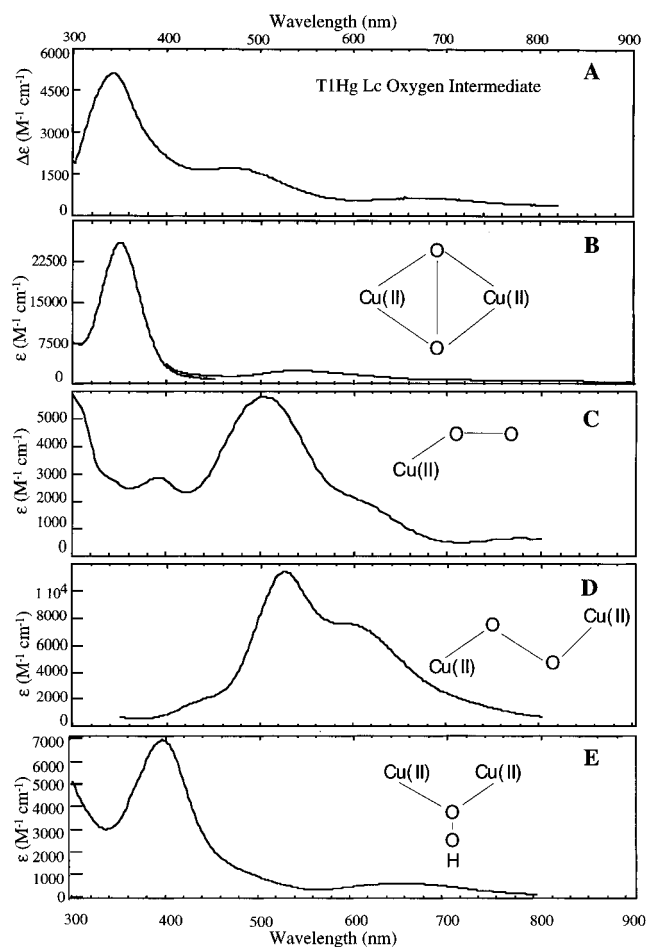 Wavelength (nm)
300 400 500 600 700 800 900
A
T1Hg Lc Oxygen Intermediate
Δε (M⁻¹ cm⁻¹)
6000
4500
3000
1500
0
B
ε (M⁻¹ cm⁻¹)
22500
15000
7500
0
O
Cu(II) Cu(II)
O
C
ε (M⁻¹ cm⁻¹)
5000
4000
3000
2000
1000
0
O O
Cu(II)
D
ε (M⁻¹ cm⁻¹)
1 10⁴
8000
6000
4000
2000
0
Cu(II)
O
Cu(II) O
E
ε (M⁻¹ cm⁻¹)
7000
6000
5000
4000
3000
2000
1000
0
Cu(II) Cu(II)
O
O
H
300 400 500 600 700 800 900
Wavelength (nm)